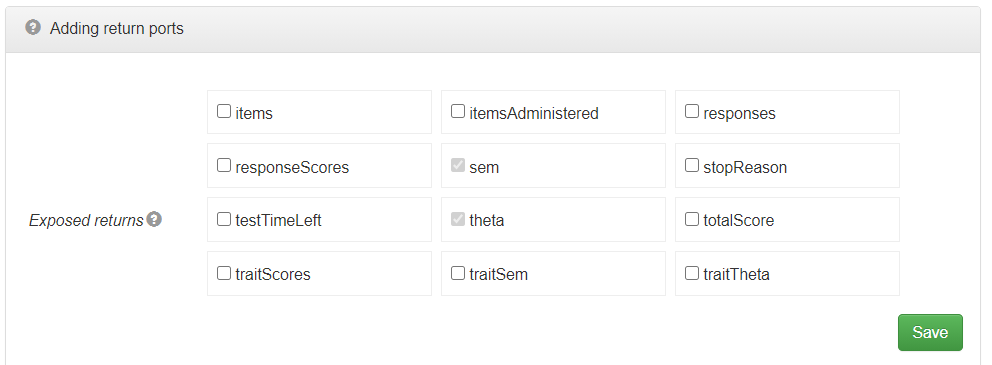 Adding return ports
items itemsAdministered responses
responseScores sem stopReason
Exposed returns testTimeLeft theta totalScore
traitScores traitSem traitTheta
Save